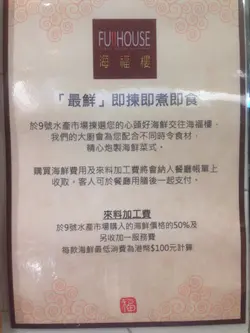 FU11HOUSE
海福樓
「最鮮」即揀即煮即食
於9號水產市場揀選您的心頭好海鮮交往海福樓,
我們的大廚會為您配合不同時令食材,
精心炮製海鮮菜式。
購買海鮮費用及來料加工費將會納入餐廳帳單上
收取,客人可於餐廳用膳後一起支付。
來料加工費
於9號水產市場購入的海鮮價格的50%及
另收加一服務費
每款海鮮最低消費為港幣$100元計算
福